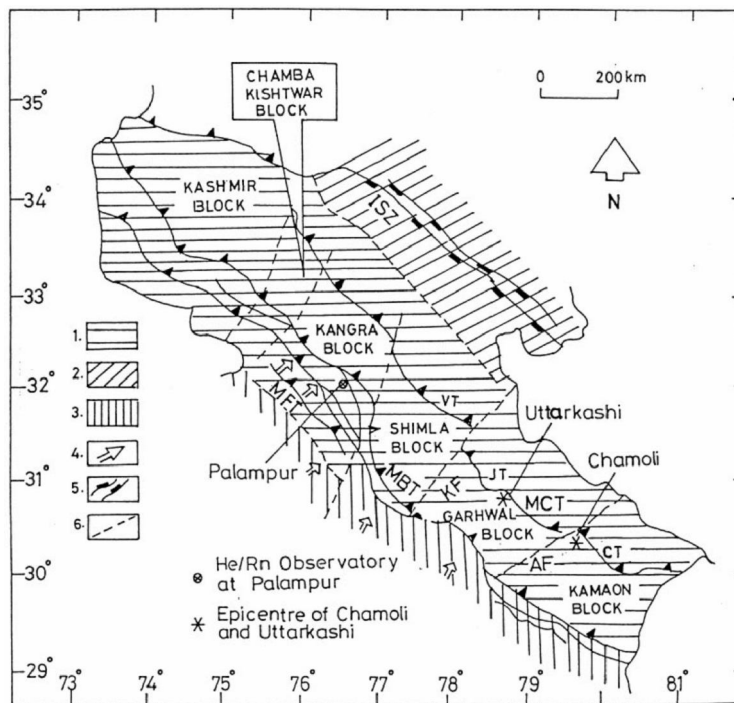 CHAMBA
KISHTWAR
BLOCK
0 200 km
N
35°
34°
33°
32°
31°
30°
29°
KASHMIR
BLOCK
ISZ
KANGRA
BLOCK
1.
2.
3.
4.
5.
6.
MFT
VT
SHIMLA
BLOCK
Uttarkashi
Palampur
MBT
KF
JT
Chamoli
MCT
GARHWAL
BLOCK
CT
AF
KAMAON
BLOCK
He/Rn Observatory
at Palampur
Epicentre of Chamoli
and Uttarkashi
73° 74° 75° 76° 77° 78° 79° 80° 81°